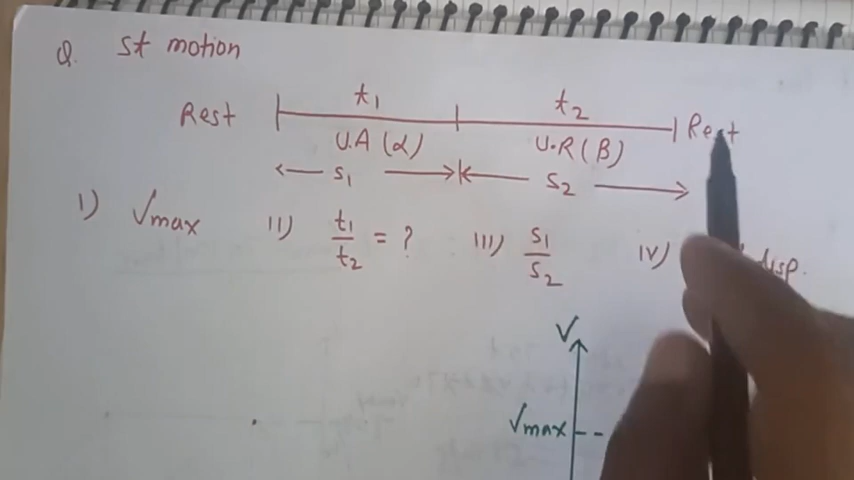 Q. St motion
Rest t1 t2 Rest
U.A (α) U.R (β)
s1 s2
I) Vmax II) t1/t2 = ? III) s1/s2 IV) disp.
V
Vmax